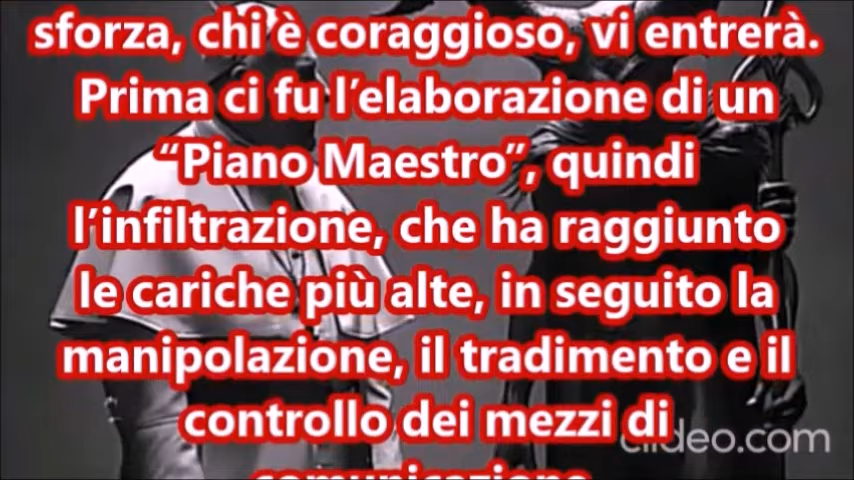 sforza, chi è coraggioso, vi entrerà.
Prima ci fu l’elaborazione di un
“Piano Maestro”, quindi
l’infiltrazione, che ha raggiunto
le cariche più alte, in seguito la
manipolazione, il tradimento e il
controllo dei mezzi di
clideo.com
comunicazione